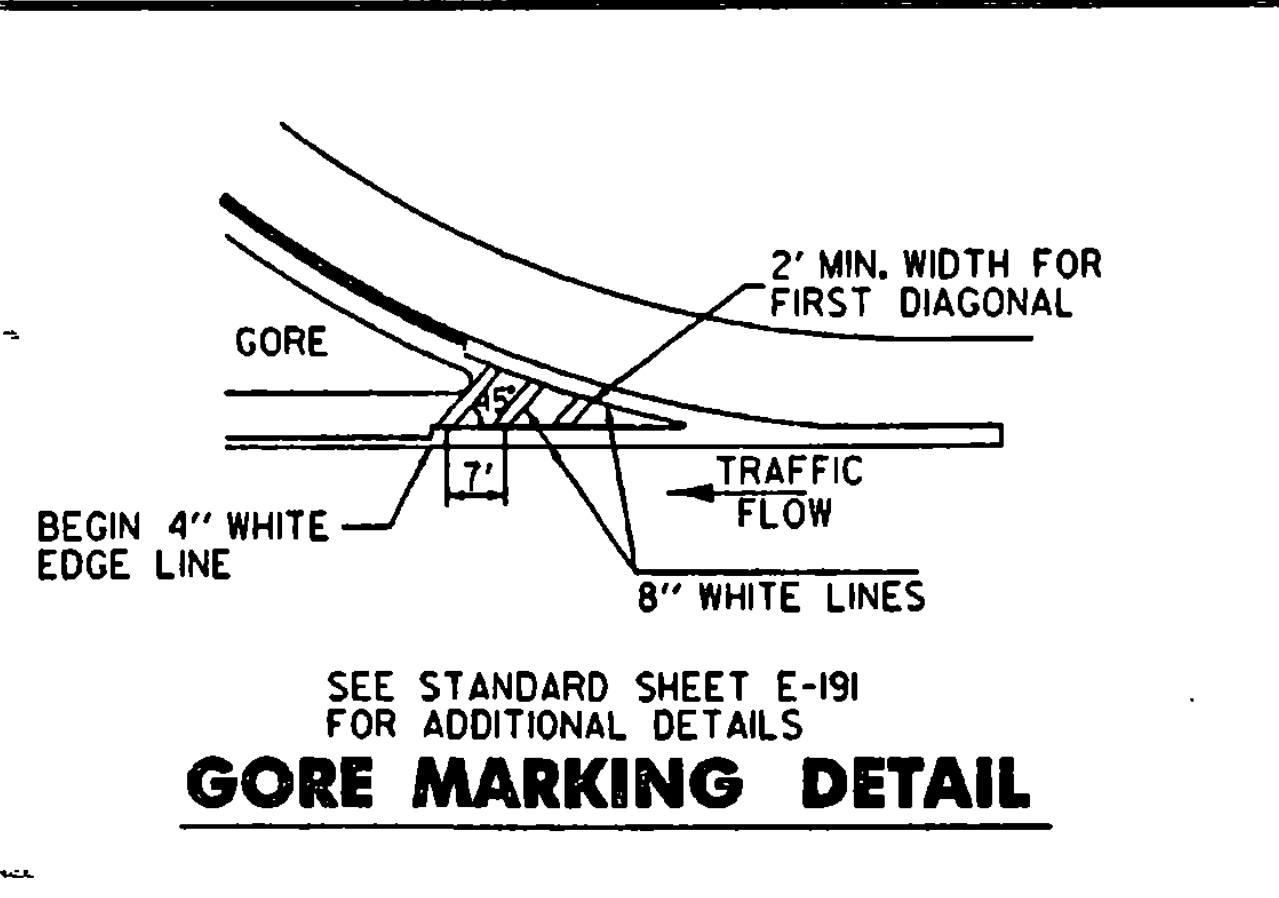 2' MIN. WIDTH FOR
FIRST DIAGONAL
GORE
45°
7'
TRAFFIC
FLOW
BEGIN 4" WHITE
EDGE LINE
8" WHITE LINES
SEE STANDARD SHEET E-191
FOR ADDITIONAL DETAILS
GORE MARKING DETAIL